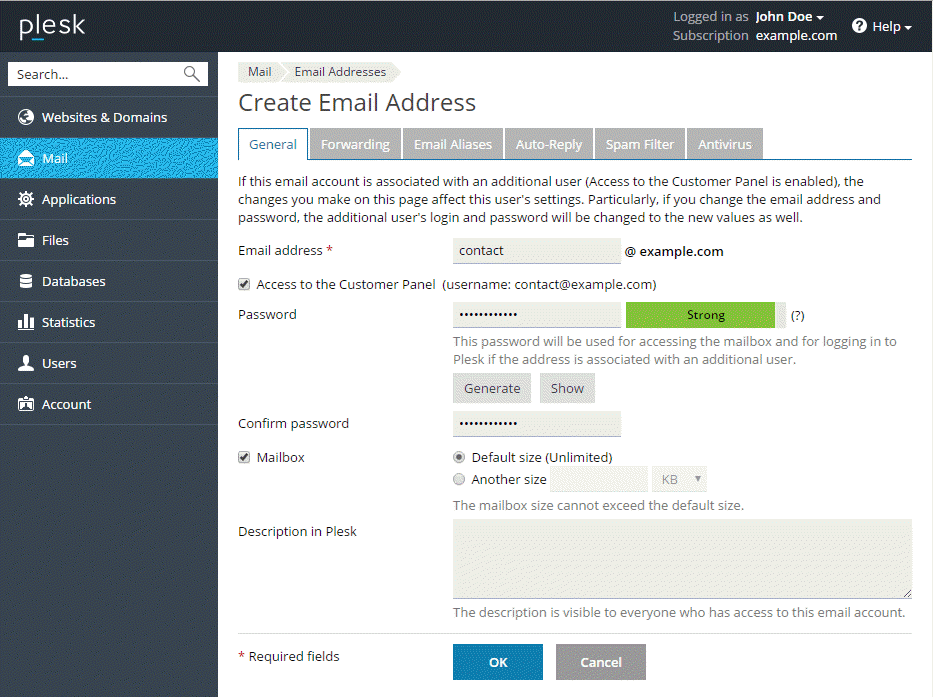 plesk
Logged in as John Doe
Subscription example.com
Help
Search...
Websites & Domains
Mail
Applications
Files
Databases
Statistics
Users
Account
Mail Email Addresses
Create Email Address
General Forwarding Email Aliases Auto-Reply Spam Filter Antivirus
If this email account is associated with an additional user (Access to the Customer Panel is enabled), the
changes you make on this page affect this user's settings. Particularly, if you change the email address and
password, the additional user's login and password will be changed to the new values as well.
Email address * contact @ example.com
Access to the Customer Panel (username: contact@example.com)
Password •••••••••••• Strong (?)
This password will be used for accessing the mailbox and for logging in to
Plesk if the address is associated with an additional user.
Generate Show
Confirm password ••••••••••••
Mailbox Default size (Unlimited)
Another size KB
The mailbox size cannot exceed the default size.
Description in Plesk
The description is visible to everyone who has access to this email account.
* Required fields OK Cancel